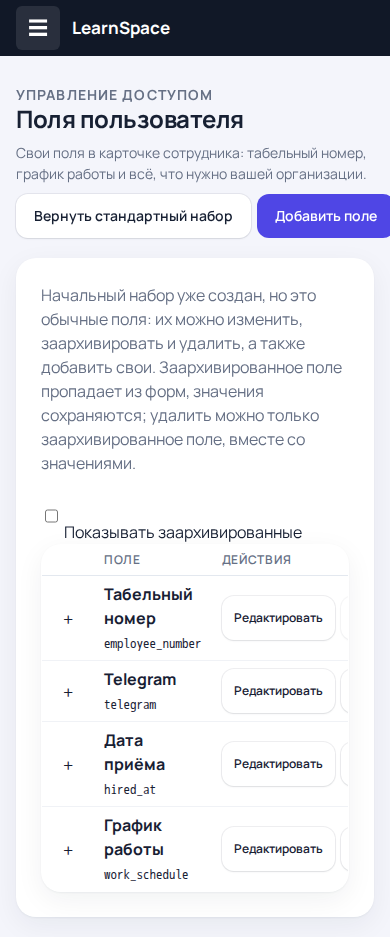 ☰ LearnSpace
УПРАВЛЕНИЕ ДОСТУПОМ
Поля пользователя
Свои поля в карточке сотрудника: табельный номер,
график работы и всё, что нужно вашей организации.
Вернуть стандартный набор Добавить поле
Начальный набор уже создан, но это
обычные поля: их можно изменить,
заархивировать и удалить, а также
добавить свои. Заархивированное поле
пропадает из форм, значения
сохраняются; удалить можно только
заархивированное поле, вместе со
значениями.
Показывать заархивированные
ПОЛЕ ДЕЙСТВИЯ
Табельный
номер
+ employee_number Редактировать
Telegram
+ telegram Редактировать
Дата
приёма
+ hired_at Редактировать
График
работы
+ work_schedule Редактировать